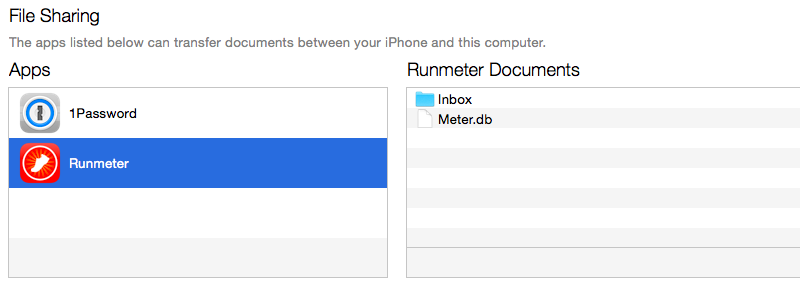 File Sharing
The apps listed below can transfer documents between your iPhone and this computer.
Apps
1Password
Runmeter
Runmeter Documents
Inbox
Meter.db